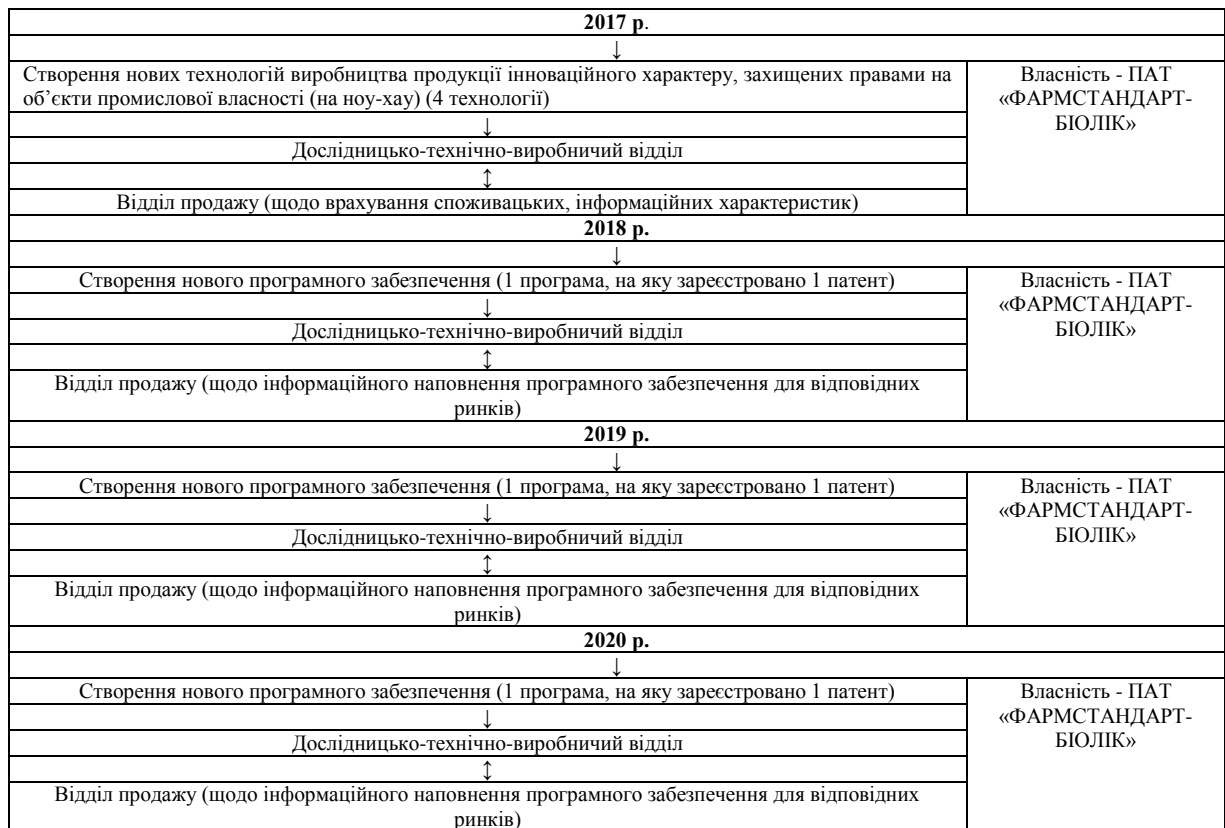 2017 р.
↓
Створення нових технологій виробництва продукції інноваційного характеру, захищених правами на
об’єкти промислової власності (на ноу-хау) (4 технології)
Власність - ПАТ
«ФАРМСТАНДАРТ-
БІОЛІК»
↓
Дослідницько-технічно-виробничий відділ
↕
Відділ продажу (щодо врахування споживацьких, інформаційних характеристик)
2018 р.
↓
Створення нового програмного забезпечення (1 програма, на яку зареєстровано 1 патент)
Власність - ПАТ
«ФАРМСТАНДАРТ-
БІОЛІК»
↓
Дослідницько-технічно-виробничий відділ
↕
Відділ продажу (щодо інформаційного наповнення програмного забезпечення для відповідних
ринків)
2019 р.
↓
Створення нового програмного забезпечення (1 програма, на яку зареєстровано 1 патент)
Власність - ПАТ
«ФАРМСТАНДАРТ-
БІОЛІК»
↓
Дослідницько-технічно-виробничий відділ
↕
Відділ продажу (щодо інформаційного наповнення програмного забезпечення для відповідних
ринків)
2020 р.
↓
Створення нового програмного забезпечення (1 програма, на яку зареєстровано 1 патент)
Власність - ПАТ
«ФАРМСТАНДАРТ-
БІОЛІК»
↓
Дослідницько-технічно-виробничий відділ
↕
Відділ продажу (щодо інформаційного наповнення програмного забезпечення для відповідних
ринків)